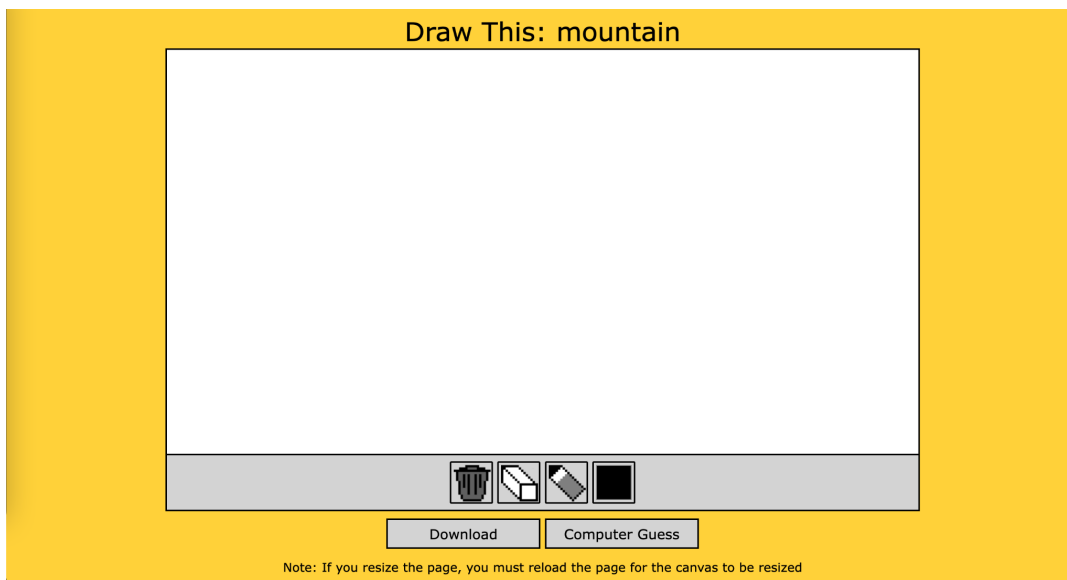 Draw This: mountain
Download
Computer Guess
Note: If you resize the page, you must reload the page for the canvas to be resized